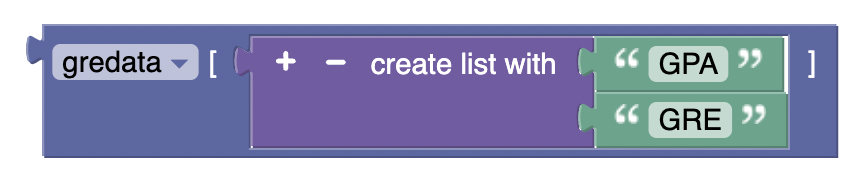 gredata [ + - create list with “ GPA ” ]
“ GRE ”